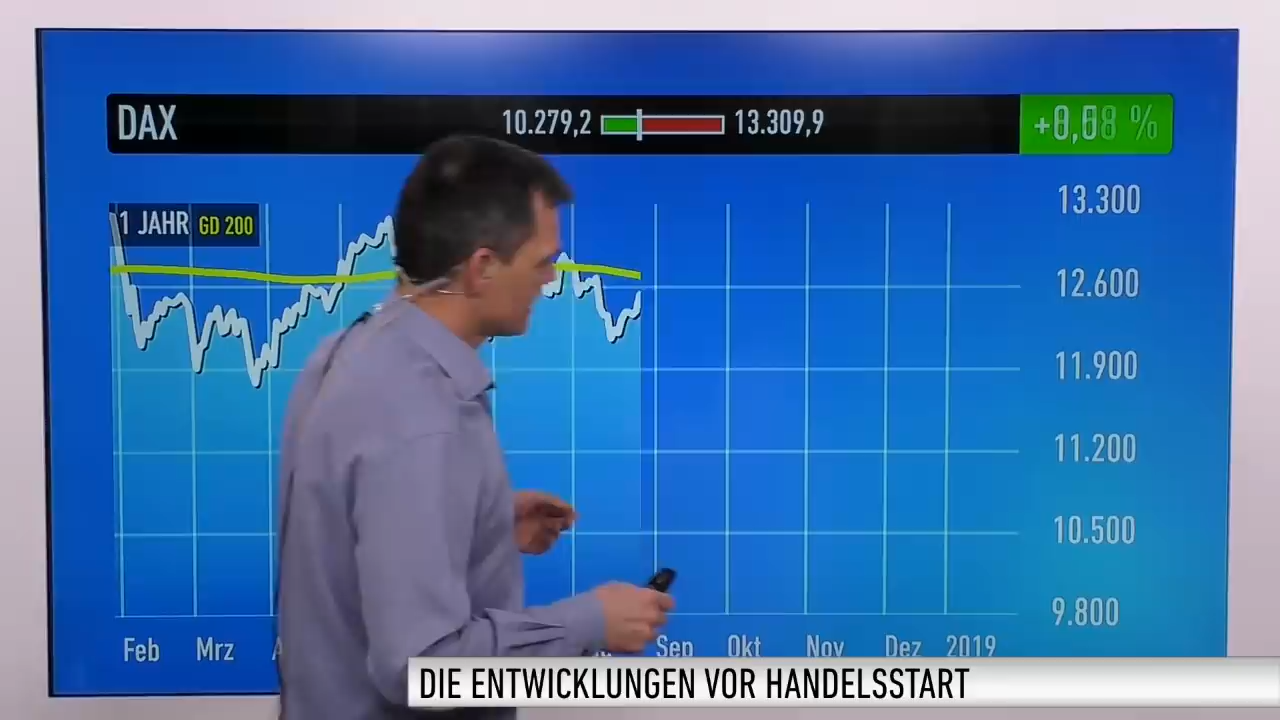 DAX
10.279,2 13.309,9
1 JAHR GD 200
13.300
12.600
11.900
11.200
10.500
9.800
Feb Mrz Sep Okt Nov Dez 2019
DIE ENTWICKLUNGEN VOR HANDELSSTART